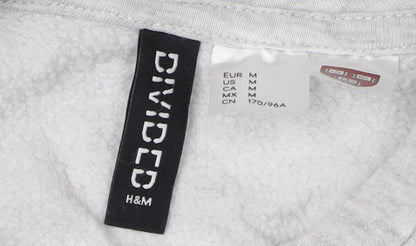 DIVIDED
H&M
EUR M
US M
CA M
MX M
CN 170/96A